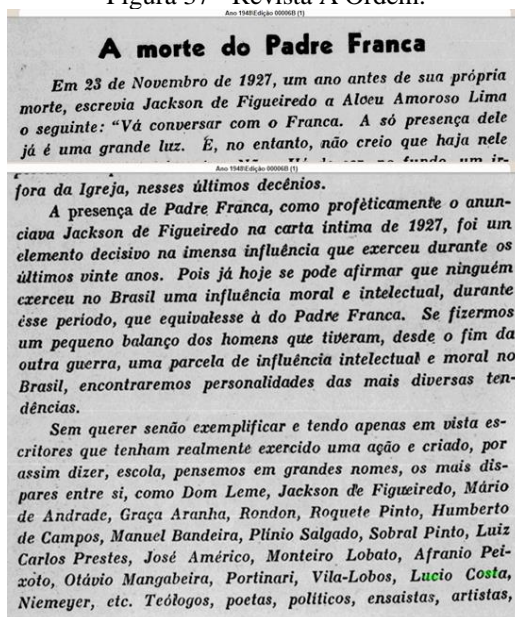 Figura 37 - Revista A Ordem.
Ano 1948\Edição 00006B (1)
A morte do Padre Franca
Em 23 de Novembro de 1927, um ano antes de sua própria
morte, escrevia Jackson de Figueiredo a Alceu Amoroso Lima
o seguinte: "Vá conversar com o Franca. A só presença dele
já é uma grande luz. É, no entanto, não creio que haja nele
Ano 1948\Edição 00006B (1)
fora da Igreja, nesses últimos decênios.
A presença de Padre Franca, como profèticamente o anun-
ciava Jackson de Figueiredo na carta íntima de 1927, foi um
elemento decisivo na imensa influência que exerceu durante os
últimos vinte anos. Pois já hoje se pode afirmar que ninguém
exerceu no Brasil uma influência moral e intelectual, durante
êsse período, que equivalesse à do Padre Franca. Se fizermos
um pequeno balanço dos homens que tiveram, desde o fim da
outra guerra, uma parcela de influência intelectual e moral no
Brasil, encontraremos personalidades das mais diversas ten-
dências.
Sem querer senão exemplificar e tendo apenas em vista es-
critores que tenham realmente exercido uma ação e criado, por
assim dizer, escola, pensemos em grandes nomes, os mais dís-
pares entre si, como Dom Leme, Jackson de Figueiredo, Mário
de Andrade, Graça Aranha, Rondon, Roquete Pinto, Humberto
de Campos, Manuel Bandeira, Plínio Salgado, Sobral Pinto, Luiz
Carlos Prestes, José Américo, Monteiro Lobato, Afranio Pei-
xôto, Otávio Mangabeira, Portinari, Vila-Lobos, Lucio Costa,
Niemeyer, etc. Teólogos, poetas, políticos, ensaistas, artistas,